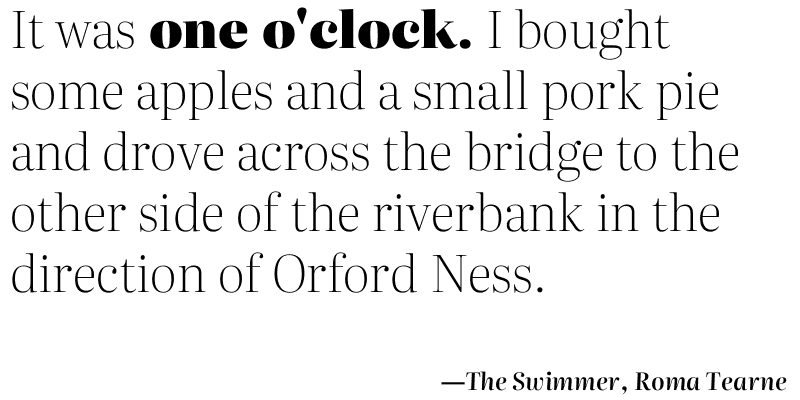 It was one o'clock. I bought
some apples and a small pork pie
and drove across the bridge to the
other side of the riverbank in the
direction of Orford Ness.
—The Swimmer, Roma Tearne